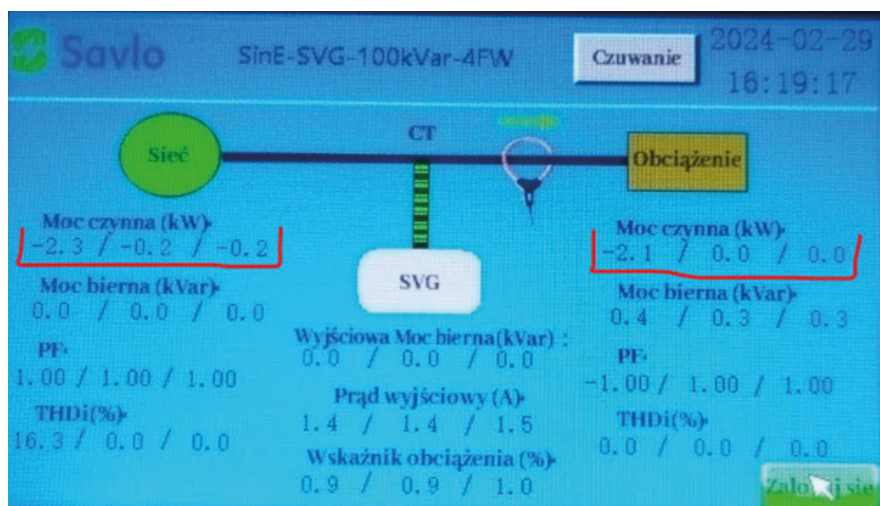 Savlo
SinE-SVG-100kVar-4FW
Czuwanie
2024-02-29
16:19:17
Sieć
CT
Obciążenie
Moc czynna (kW)
-2.3 / -0.2 / -0.2
Moc bierna (kVar)
0.0 / 0.0 / 0.0
PF
1.00 / 1.00 / 1.00
THDi(%)
16.3 / 0.0 / 0.0
SVG
Wyjściowa Moc bierna(kVar) :
0.0 / 0.0 / 0.0
Prąd wyjściowy (A)
1.4 / 1.4 / 1.5
Wskaźnik obciążenia (%)
0.9 / 0.9 / 1.0
Moc czynna (kW)
-2.1 / 0.0 / 0.0
Moc bierna (kVar)
0.4 / 0.3 / 0.3
PF
-1.00 / 1.00 / 1.00
THDi(%)
0.0 / 0.0 / 0.0
sie